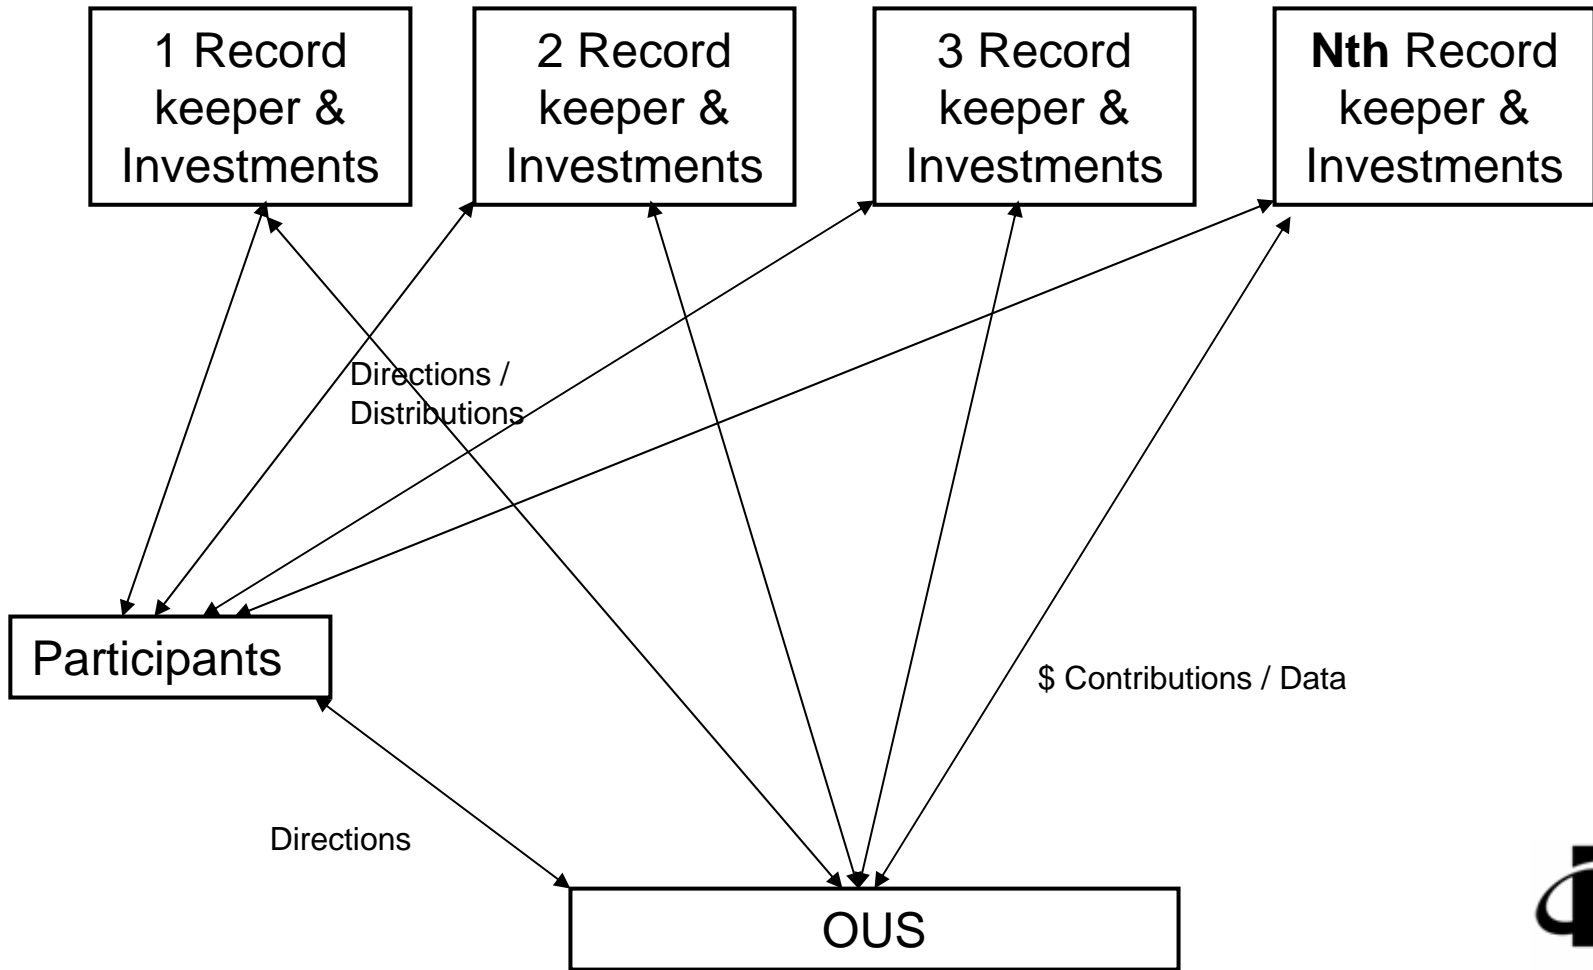 1 Record
keeper &
Investments
2 Record
keeper &
Investments
3 Record
keeper &
Investments
Nth Record
keeper &
Investments
Directions /
Distributions
Participants
$ Contributions / Data
Directions
OUS